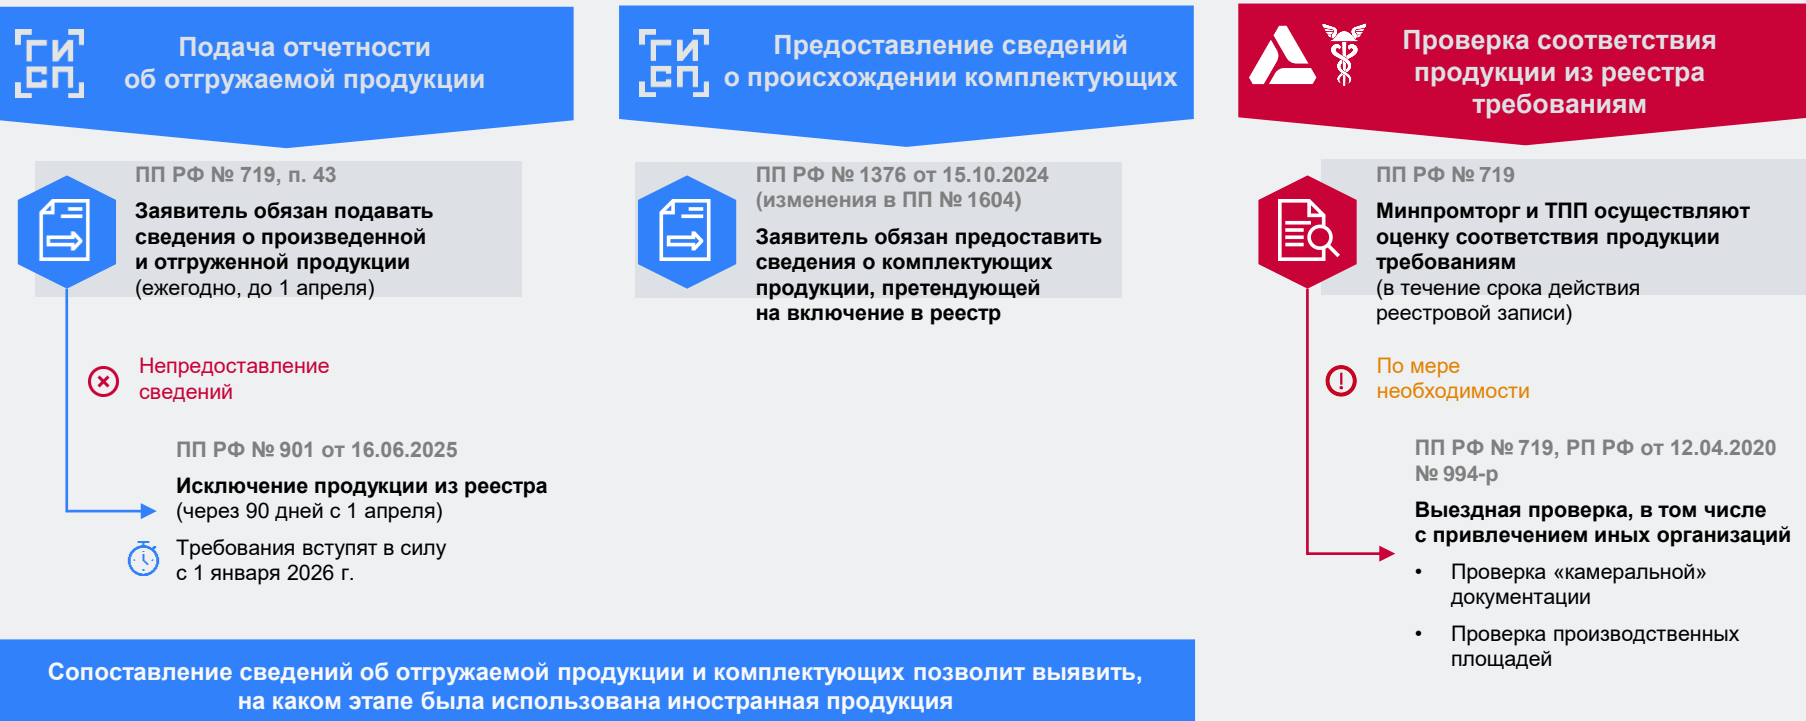 ГИ
СП
Подача отчетности
об отгружаемой продукции
ПП РФ № 719, п. 43
Заявитель обязан подавать
сведения о произведенной
и отгруженной продукции
(ежегодно, до 1 апреля)
Непредоставление
сведений
ПП РФ № 901 от 16.06.2025
Исключение продукции из реестра
(через 90 дней с 1 апреля)
Требования вступят в силу
с 1 января 2026 г.
ГИ
СП
Предоставление сведений
о происхождении комплектующих
ПП РФ № 1376 от 15.10.2024
(изменения в ПП № 1604)
Заявитель обязан предоставить
сведения о комплектующих
продукции, претендующей
на включение в реестр
Сопоставление сведений об отгружаемой продукции и комплектующих позволит выявить,
на каком этапе была использована иностранная продукция
Проверка соответствия
продукции из реестра
требованиям
ПП РФ № 719
Минпромторг и ТПП осуществляют
оценку соответствия продукции
требованиям
(в течение срока действия
реестровой записи)
По мере
необходимости
ПП РФ № 719, РП РФ от 12.04.2020
№ 994-р
Выездная проверка, в том числе
с привлечением иных организаций
• Проверка «камеральной»
документации
• Проверка производственных
площадей